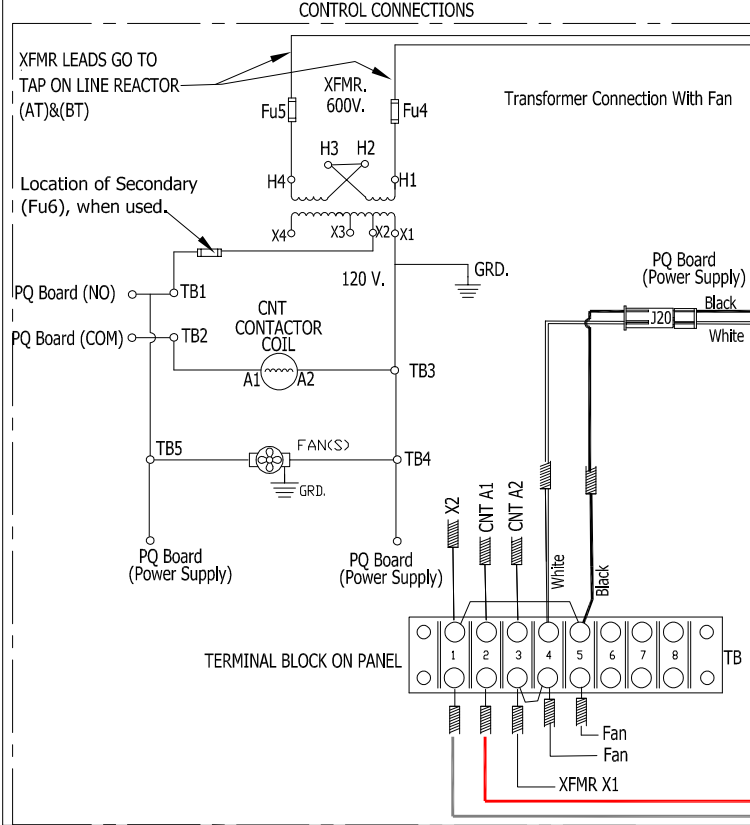 CONTROL CONNECTIONS
XFMR LEADS GO TO
TAP ON LINE REACTOR
(AT)&(BT)
XFMR.
600V.
Fu5
Fu4
Transformer Connection With Fan
H3
H2
H4
H1
Location of Secondary
(Fu6), when used.
X4
X3
X2
X1
120 V.
GRD.
PQ Board (NO)
TB1
PQ Board (COM)
TB2
CNT
CONTACTOR
COIL
A1
A2
TB3
PQ Board
(Power Supply)
Black
J20
White
TB5
FAN(S)
TB4
GRD.
PQ Board
(Power Supply)
PQ Board
(Power Supply)
X2
CNT A1
CNT A2
White
Black
TERMINAL BLOCK ON PANEL
1
2
3
4
5
6
7
8
TB
Fan
Fan
XFMR X1